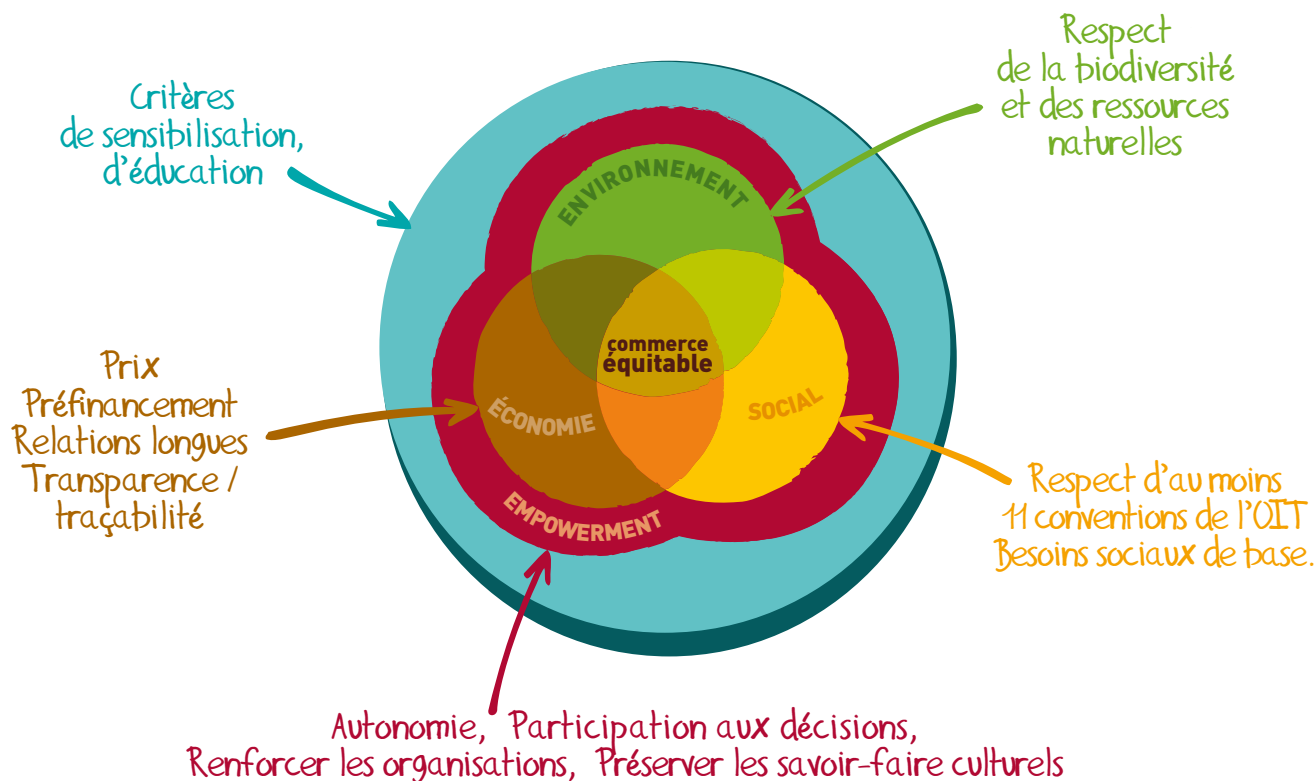 Critères
de sensibilisation,
d'éducation
Respect
de la biodiversité
et des ressources
naturelles
ENVIRONNEMENT
commerce
équitable
ÉCONOMIE
SOCIAL
EMPOWERMENT
Prix
Préfinancement
Relations longues
Transparence /
traçabilité
Respect d'au moins
11 conventions de l'OIT
Besoins sociaux de base.
Autonomie, Participation aux décisions,
Renforcer les organisations, Préserver les savoir-faire culturels